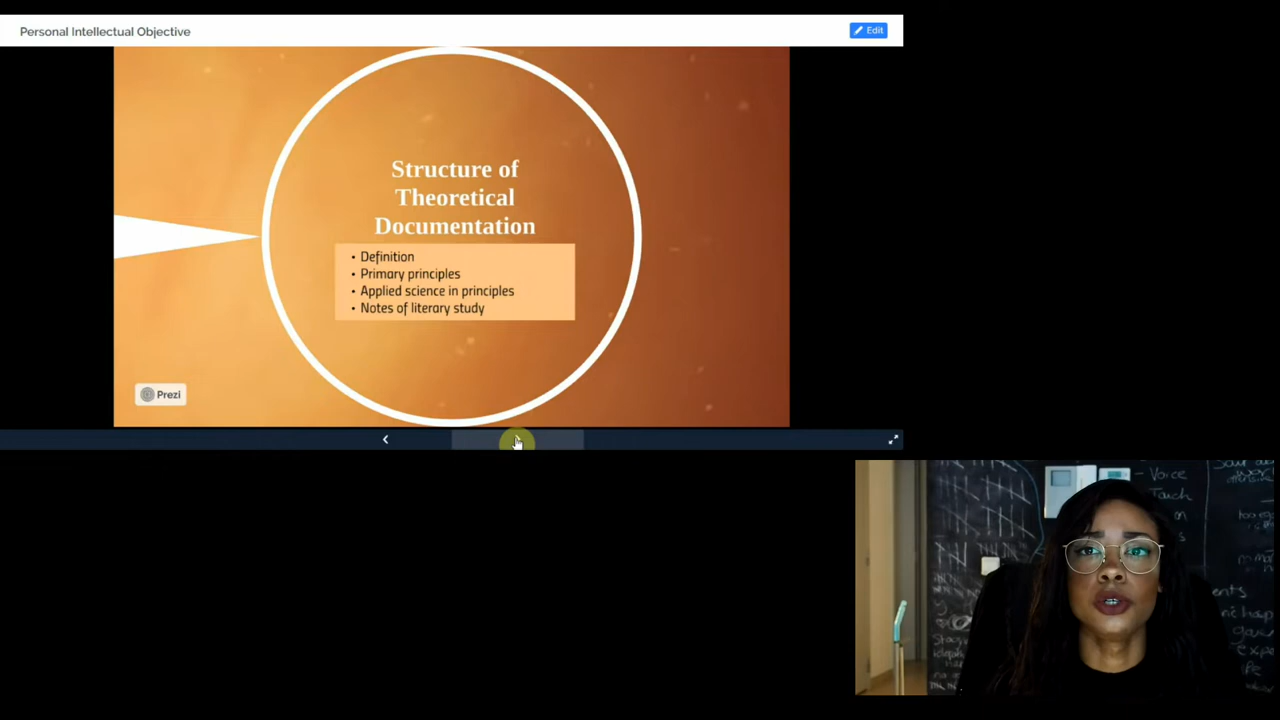 Personal Intellectual Objective
Edit
Structure of
Theoretical
Documentation
• Definition
• Primary principles
• Applied science in principles
• Notes of literary study
Prezi
- Voice
Touch
on